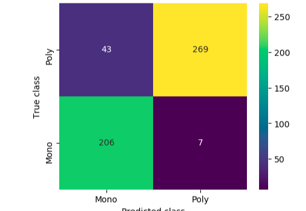 250
Poly 43 269
200
True class
150
100
Mono 206 7
50
Mono Poly
Predicted class